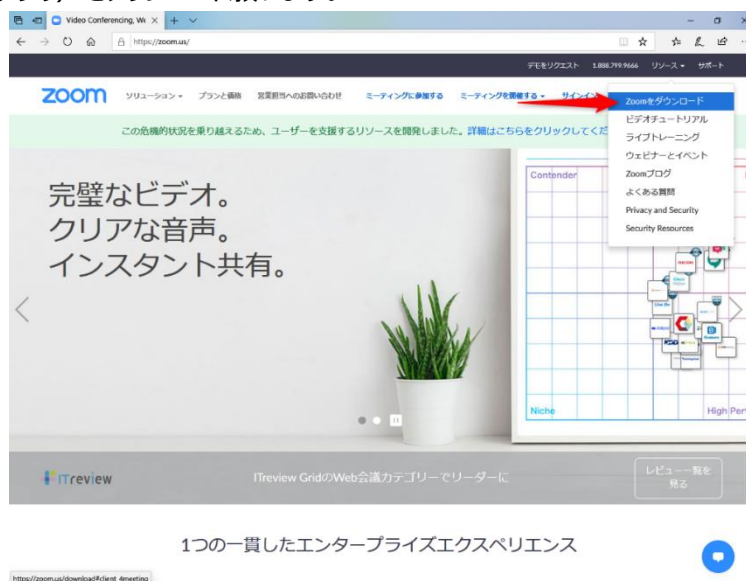 Video Conferencing, We
https://zoom.us/
デモをリクエスト 1.888.799.9666 リソース サポート
zoom ソリューション プランと価格 営業担当へのお問い合わせ ミーティングに参加する ミーティングを開催する サインイン
Zoomをダウンロード
ビデオチュートリアル
ライブトレーニング
ウェビナーとイベント
Zoomブログ
よくある質問
Privacy and Security
Security Resources
この危機的状況を乗り越えるため、ユーザーを支援するリソースを開発しました。詳細はこちらをクリックしてくだ
完璧なビデオ。
クリアな音声。
インスタント共有。
Contender
Niche
High Per
ITreview
ITreview GridのWeb会議カテゴリーでリーダーに
レビュー一覧を
見る
1つの一貫したエンタープライズエクスペリエンス
https://zoom.us/download#client_4meeting